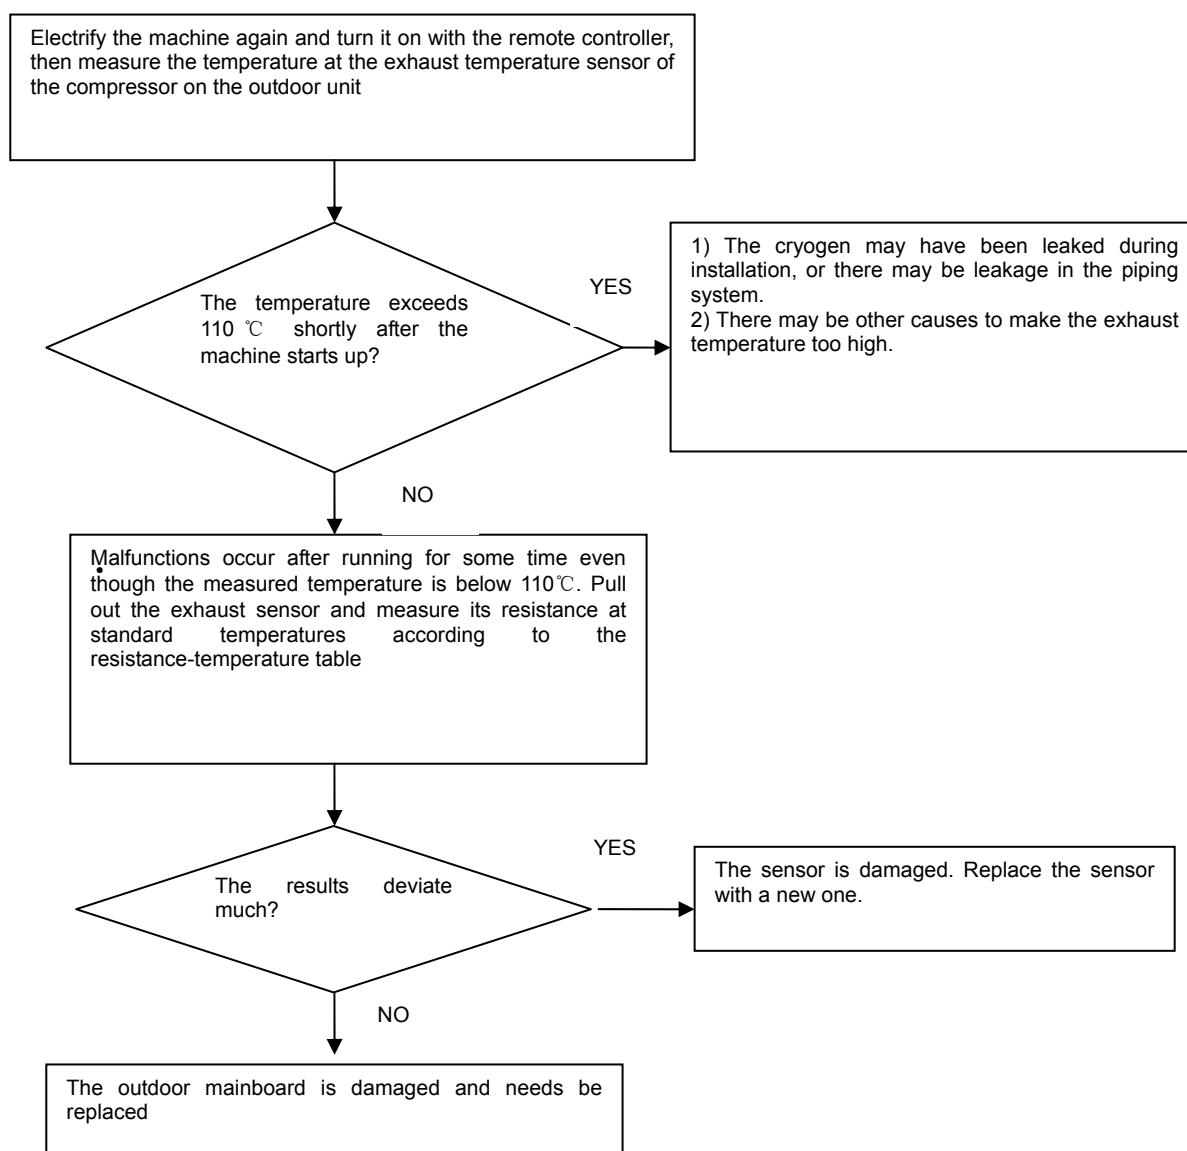 Electrify the machine again and turn it on with the remote controller,
then measure the temperature at the exhaust temperature sensor of
the compressor on the outdoor unit
The temperature exceeds
110 ℃ shortly after the
machine starts up?
YES
1) The cryogen may have been leaked during
installation, or there may be leakage in the piping
system.
2) There may be other causes to make the exhaust
temperature too high.
NO
Malfunctions occur after running for some time even
though the measured temperature is below 110℃. Pull
out the exhaust sensor and measure its resistance at
standard temperatures according to the
resistance-temperature table
The results deviate
much?
YES
The sensor is damaged. Replace the sensor
with a new one.
NO
The outdoor mainboard is damaged and needs be
replaced